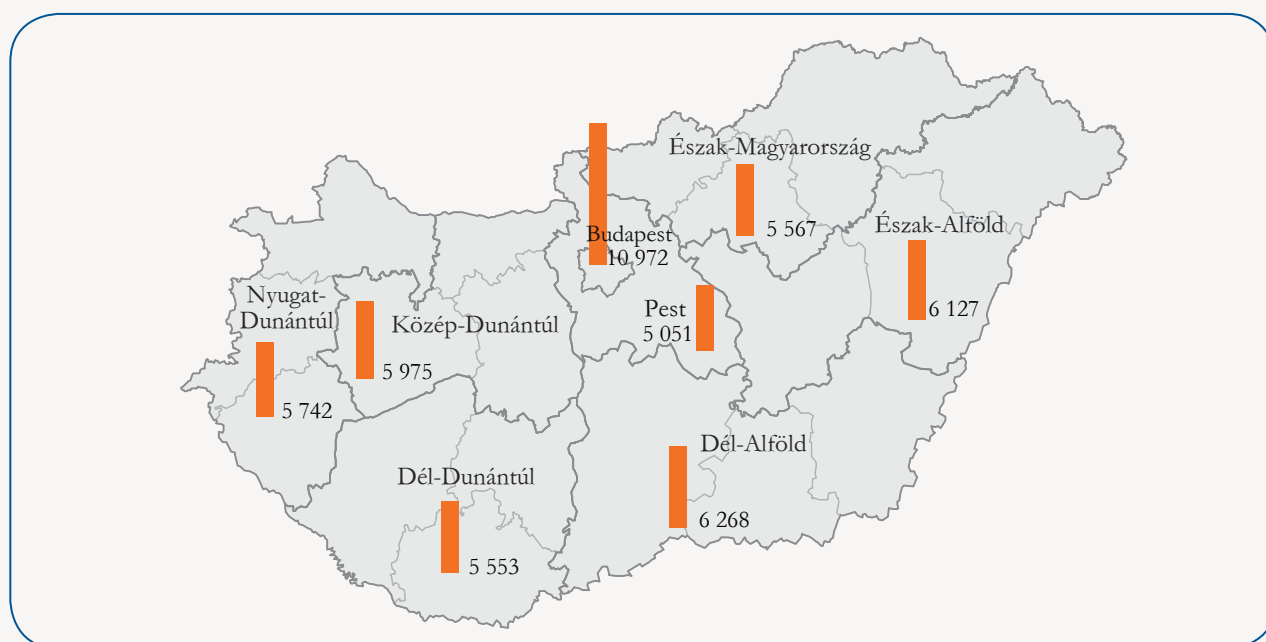 Észak-Magyarország
5 567
Észak-Alföld
6 127
Budapest
10 972
Nyugat-
Dunántúl
5 742
Közép-Dunántúl
5 975
Pest
5 051
Dél-Alföld
6 268
Dél-Dunántúl
5 553